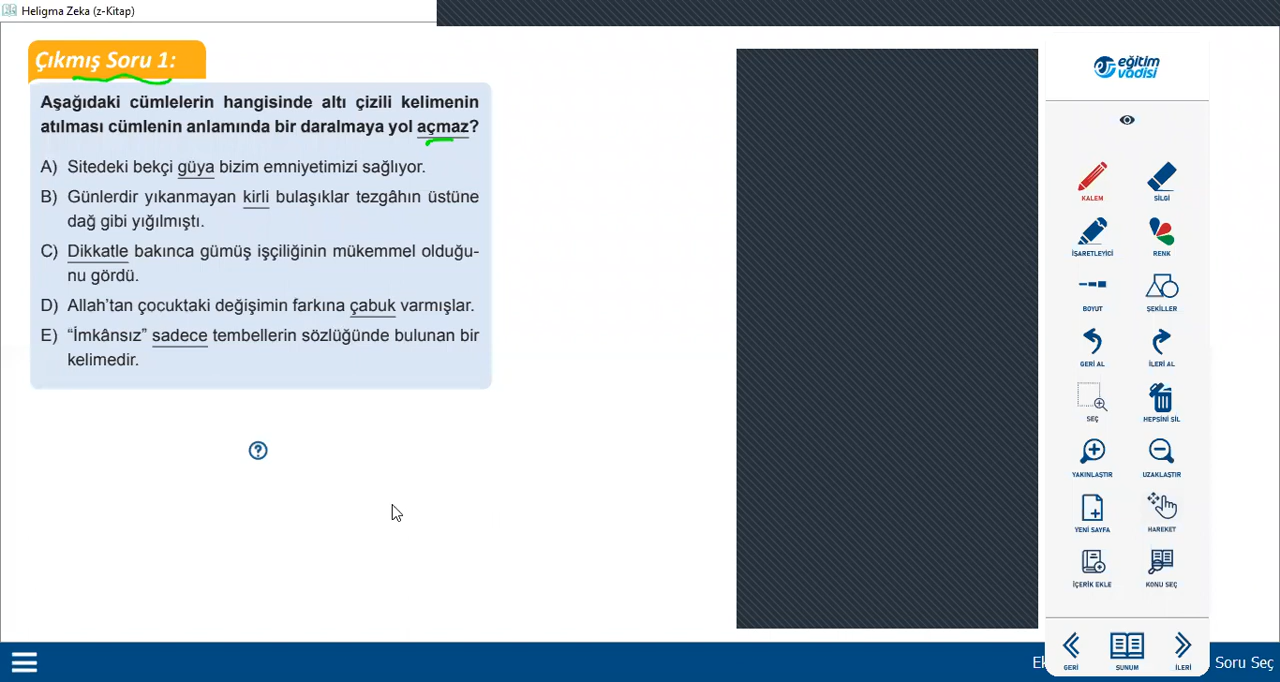 Heligma Zeka (z-Kitap)
Çıkmış Soru 1:
Aşağıdaki cümlelerin hangisinde altı çizili kelimenin
atılması cümlenin anlamında bir daralmaya yol açmaz?
A) Sitedeki bekçi güya bizim emniyetimizi sağlıyor.
B) Günlerdir yıkanmayan kirli bulaşıklar tezgâhın üstüne
dağ gibi yığılmıştı.
C) Dikkatle bakınca gümüş işçiliğinin mükemmel olduğu-
nu gördü.
D) Allah'tan çocuktaki değişimin farkına çabuk varmışlar.
E) “İmkânsız” sadece tembellerin sözlüğünde bulunan bir
kelimedir.
eğitim
vadisi
KALEM SİLGİ
İŞARETLEYİCİ RENK
BOYUT ŞEKİLLER
GERİ AL İLERİ AL
SEÇ HEPSİNİ SİL
YAKINLAŞTIR UZAKLAŞTIR
YENİ SAYFA HAREKET
İÇERİK EKLE KONU SEÇ
GERİ SUNUM İLERİ
Soru Seç